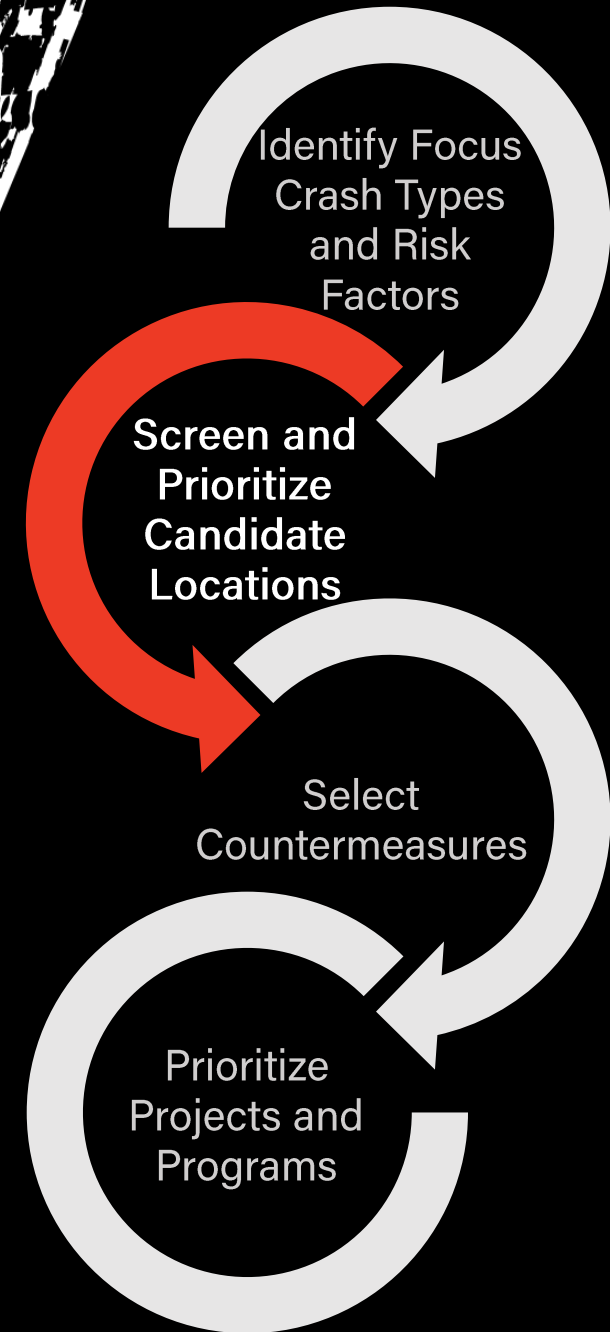 Identify Focus
Crash Types
and Risk
Factors
Screen and
Prioritize
Candidate
Locations
Select
Countermeasures
Prioritize
Projects and
Programs